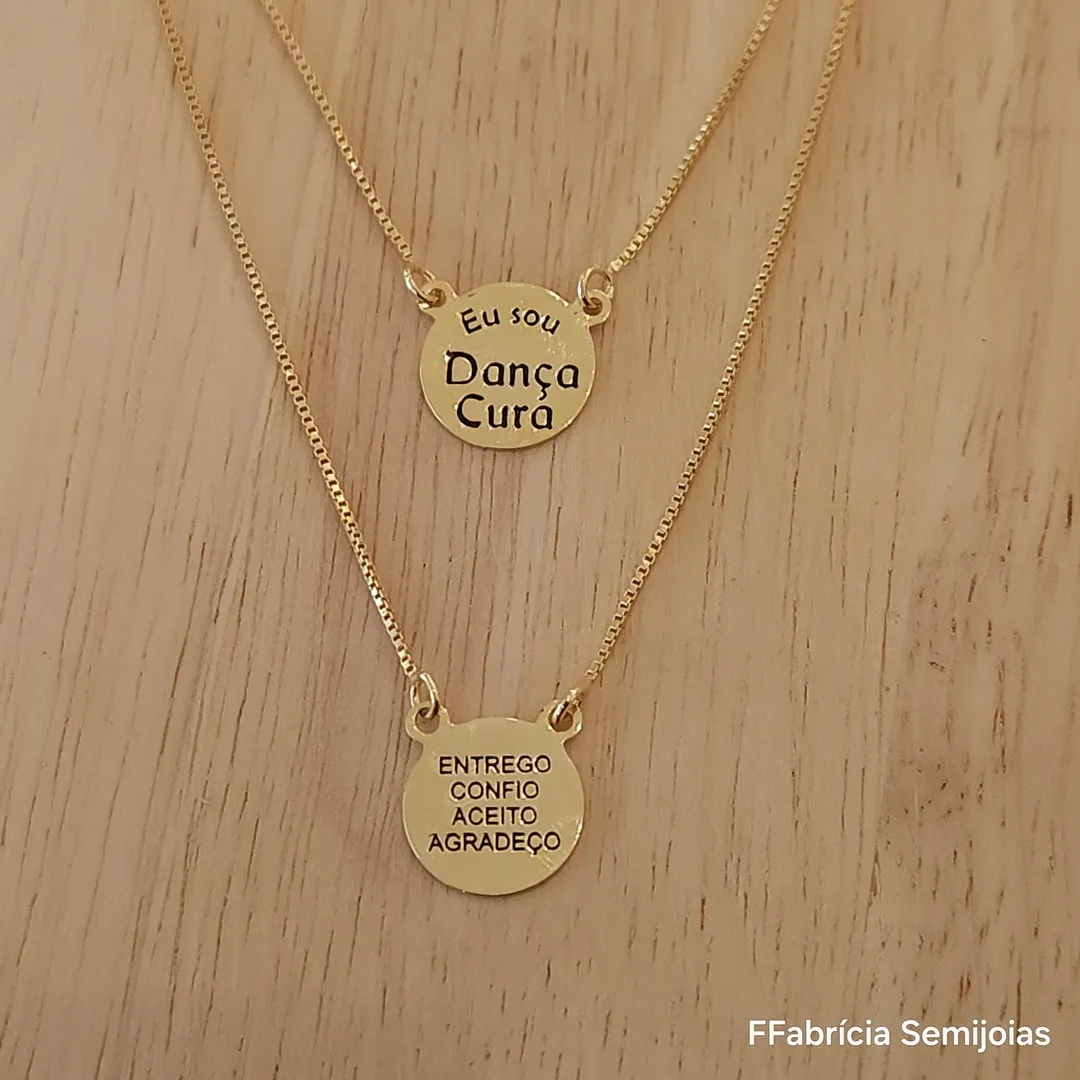 Eu sou
Dança
Cura
ENTREGO
CONFIO
ACEITO
AGRADEÇO
FFabrícia Semijoias